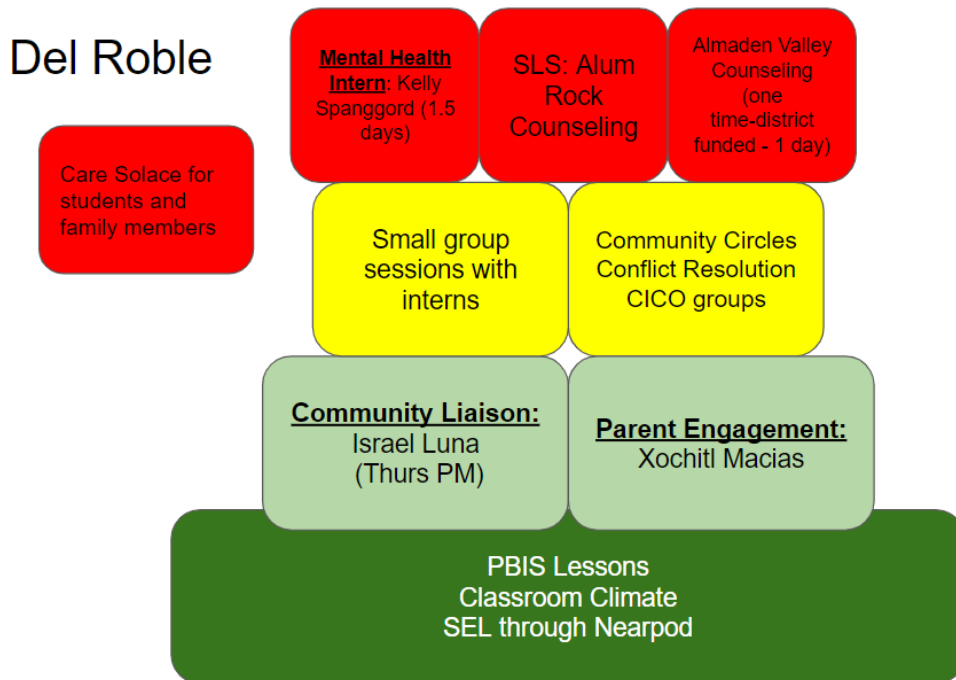 Del Roble
Mental Health
Intern: Kelly
Spanggord (1.5
days)
SLS: Alum
Rock
Counseling
Almaden Valley
Counseling
(one
time-district
funded - 1 day)
Care Solace for
students and
family members
Small group
sessions with
interns
Community Circles
Conflict Resolution
CICO groups
Community Liaison:
Israel Luna
(Thurs PM)
Parent Engagement:
Xochitl Macias
PBIS Lessons
Classroom Climate
SEL through Nearpod